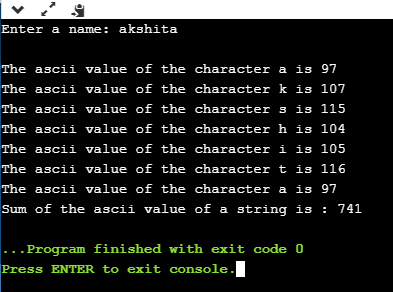 Enter a name: akshita
The ascii value of the character a is 97
The ascii value of the character k is 107
The ascii value of the character s is 115
The ascii value of the character h is 104
The ascii value of the character i is 105
The ascii value of the character t is 116
The ascii value of the character a is 97
Sum of the ascii value of a string is : 741
...Program finished with exit code 0
Press ENTER to exit console.